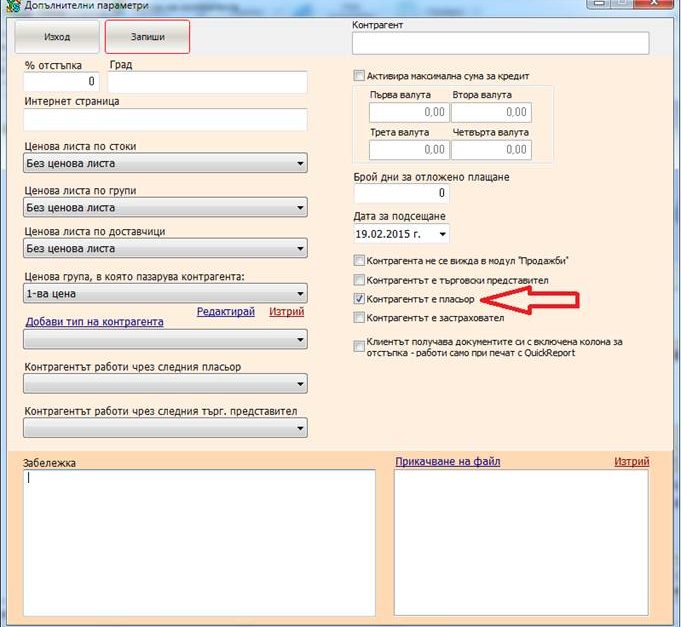 Допълнителни параметри
Изход
Запиши
Контрагент
% отстъпка
Град
0
Интернет страница
Ценова листа по стоки
Без ценова листа
Ценова листа по групи
Без ценова листа
Ценова листа по доставчици
Без ценова листа
Ценова група, в която пазарува контрагента:
1-ва цена
Редактирай
Изтрий
Добави тип на контрагента
Контрагентът работи чрез следния пласьор
Контрагентът работи чрез следния търг. представител
Активира максимална сума за кредит
Първа валута
Втора валута
0,00
0,00
Трета валута
Четвърта валута
0,00
0,00
Брой дни за отложено плащане
0
Дата за подсещане
19.02.2015 г.
Контрагента не се вижда в модул "Продажби"
Контрагентът е търговски представител
Контрагентът е пласьор
Контрагентът е застраховател
Клиентът получава документите си с включена колона за
отстъпка - работи само при печат с QuickReport
Забележка
Прикачване на файл
Изтрий